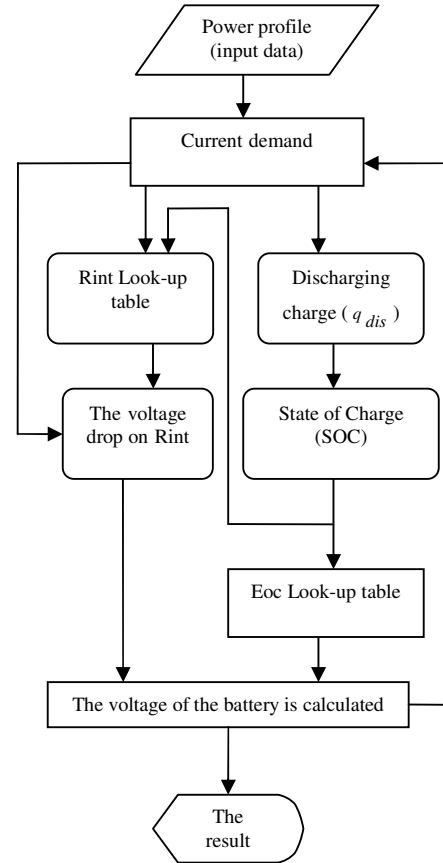 Power profile
(input data)
Current demand
Rint Look-up
table
Discharging
charge ( q dis )
The voltage
drop on Rint
State of Charge
(SOC)
Eoc Look-up table
The voltage of the battery is calculated
The
result